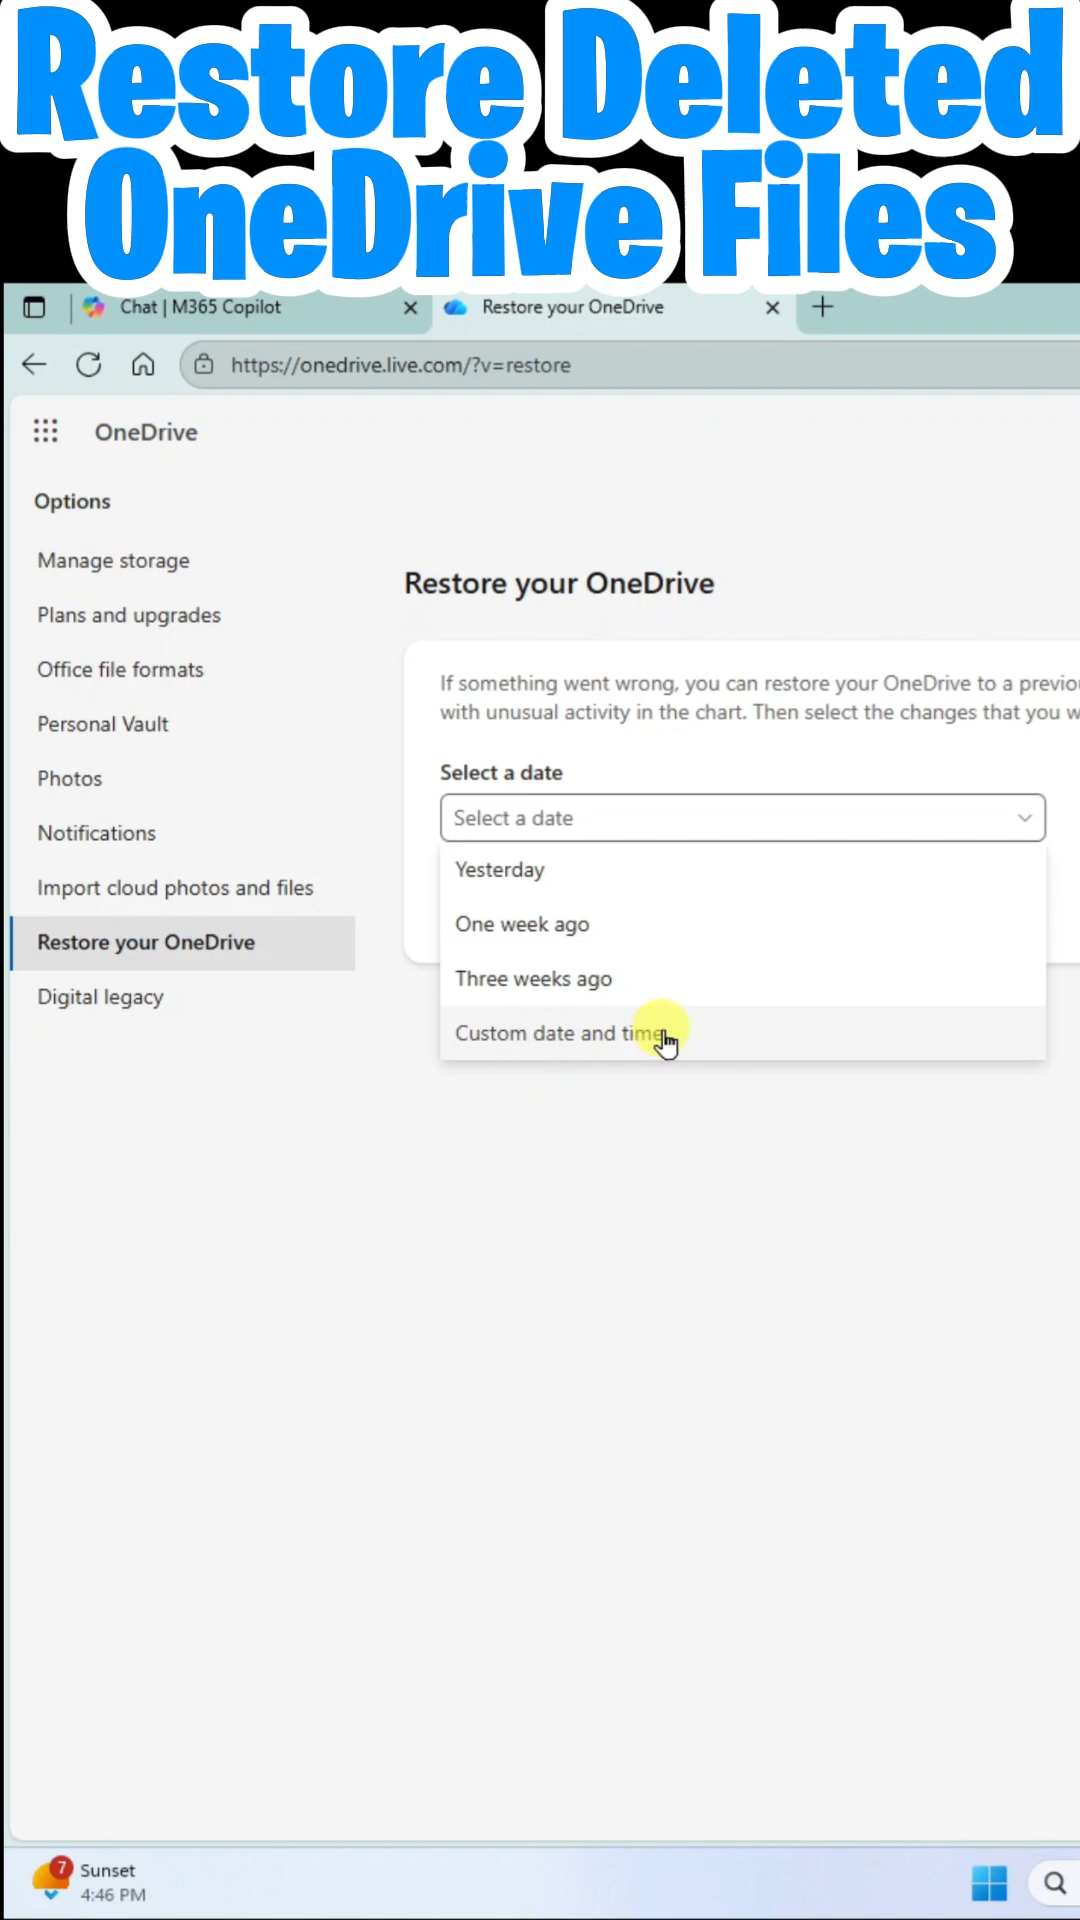 Restore Deleted
OneDrive Files
Chat | M365 Copilot
Restore your OneDrive
https://onedrive.live.com/?v=restore
OneDrive
Options
Manage storage
Plans and upgrades
Office file formats
Personal Vault
Photos
Notifications
Import cloud photos and files
Restore your OneDrive
Digital legacy
Restore your OneDrive
If something went wrong, you can restore your OneDrive to a previou
with unusual activity in the chart. Then select the changes that you w
Select a date
Select a date
Yesterday
One week ago
Three weeks ago
Custom date and time
7
Sunset
4:46 PM